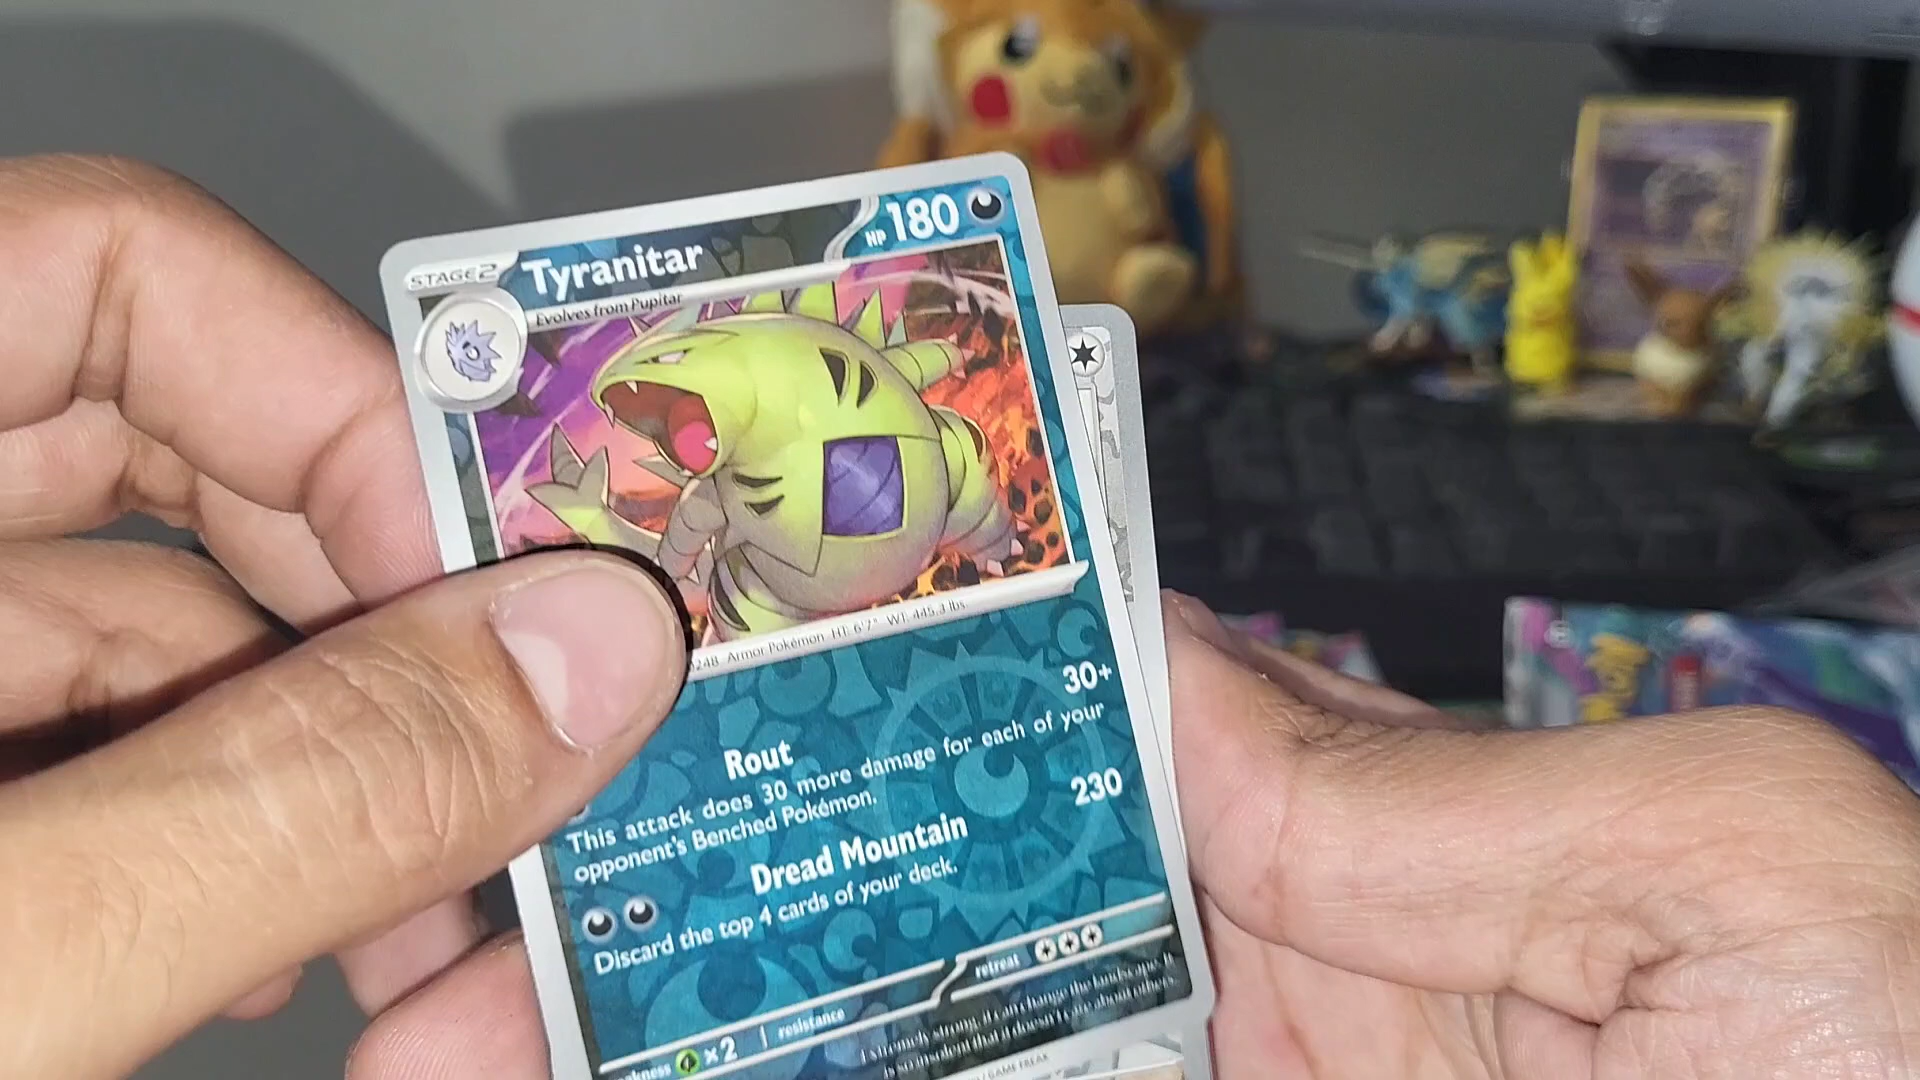 STAGE 2 Tyranitar HP 180
Evolves from Pupitar
0248 Armor Pokémon HT: 6'7" WT: 445.3 lbs.
Rout 30+
This attack does 30 more damage for each of your
opponent's Benched Pokémon.
Dread Mountain 230
Discard the top 4 cards of your deck.
weakness ×2 resistance retreat
Extremely strong, it can change the landscape. It
is so insolent that it doesn't care about others.
/ GAME FREAK